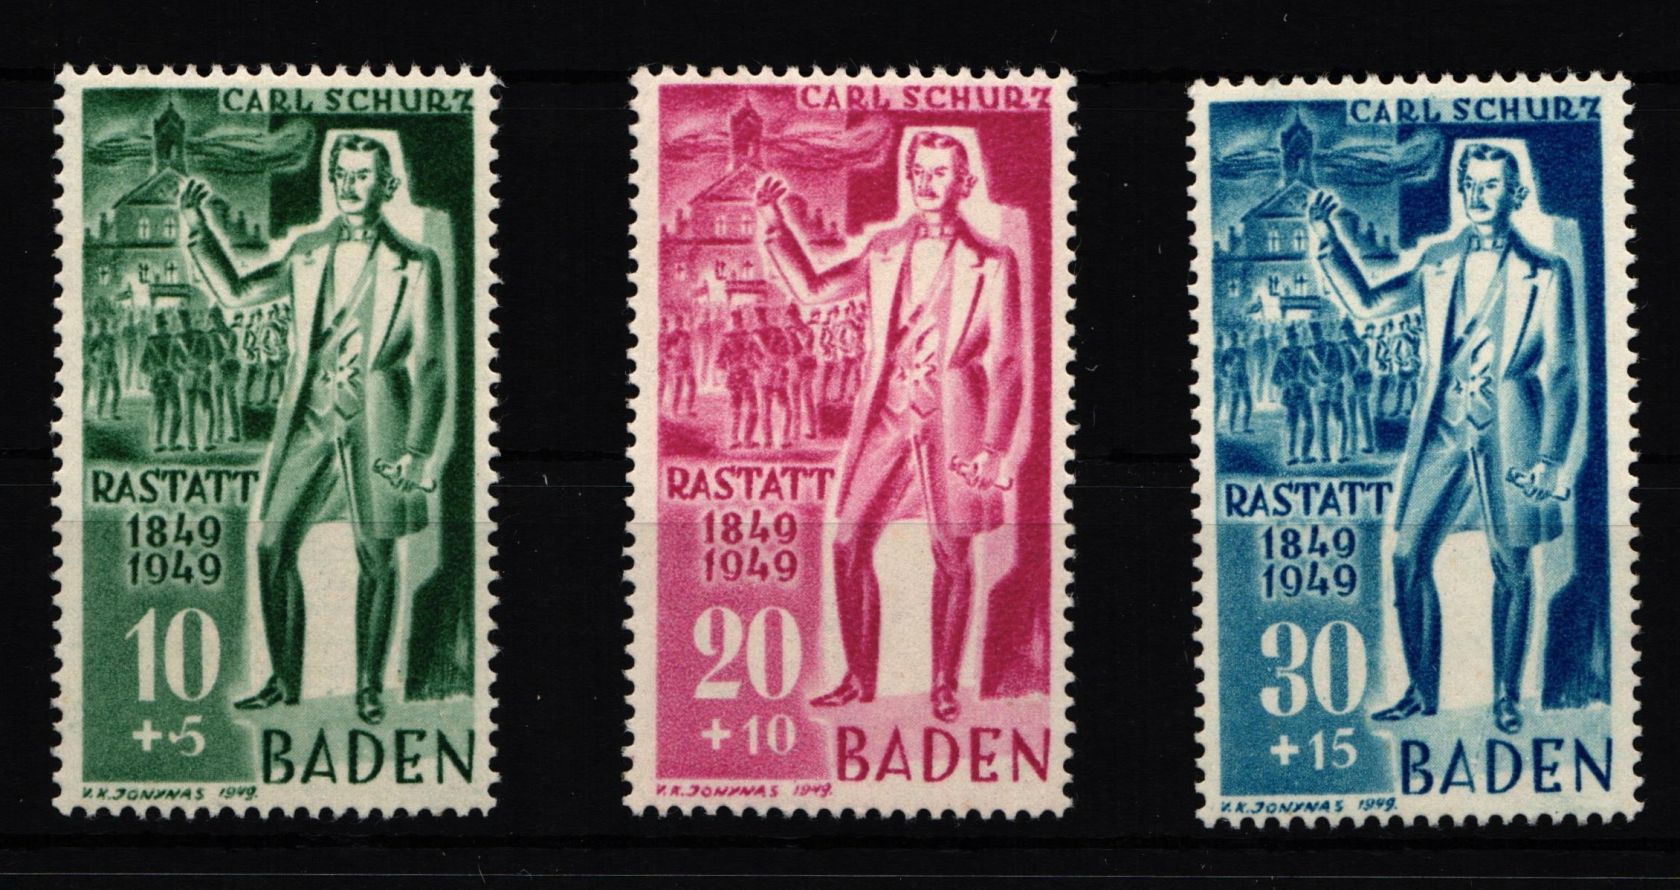 CARL SCHURZ
RASTATT
1849
1949
10
+5
BADEN
V.K.JONYNAS 1949.
CARL SCHURZ
RASTATT
1849
1949
20
+10
BADEN
V.K.JONYNAS 1949.
CARL SCHURZ
RASTATT
1849
1949
30
+15
BADEN
V.K.JONYNAS 1949.